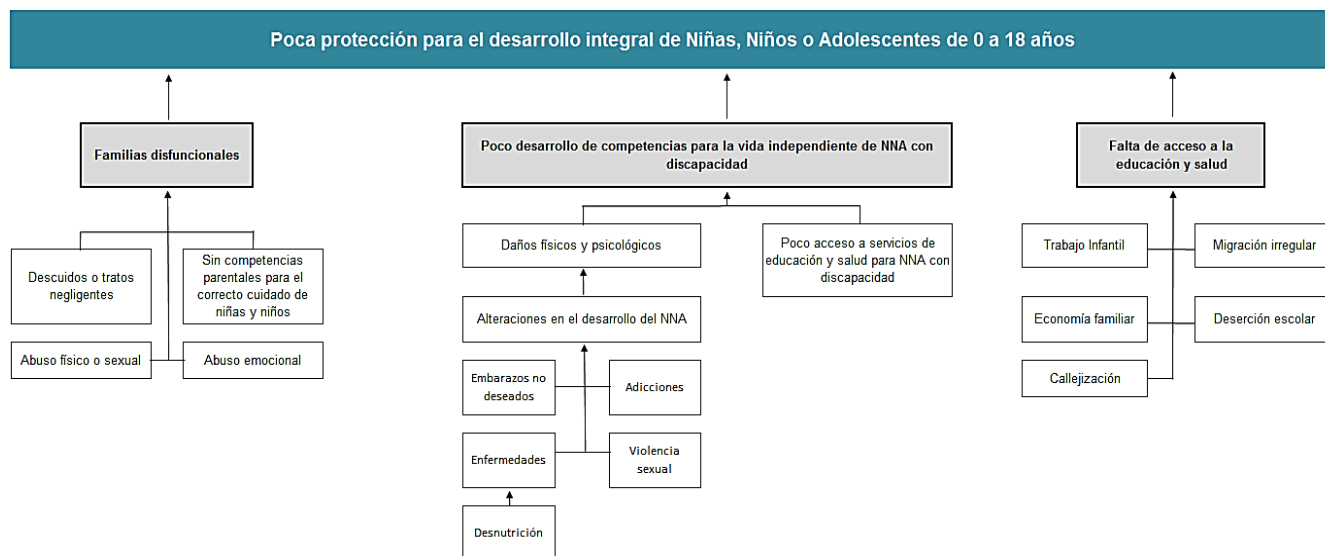 Poca protección para el desarrollo integral de Niñas, Niños o Adolescentes de 0 a 18 años
Familias disfuncionales
Poco desarrollo de competencias para la vida independiente de NNA con
discapacidad
Falta de acceso a la
educación y salud
Descuidos o tratos
negligentes
Sin competencias
parentales para el
correcto cuidado de
niñas y niños
Abuso físico o sexual
Abuso emocional
Daños físicos y psicológicos
Poco acceso a servicios de
educación y salud para NNA con
discapacidad
Alteraciones en el desarrollo del NNA
Embarazos no
deseados
Adicciones
Enfermedades
Violencia
sexual
Desnutrición
Trabajo Infantil
Migración irregular
Economía familiar
Deserción escolar
Callejización